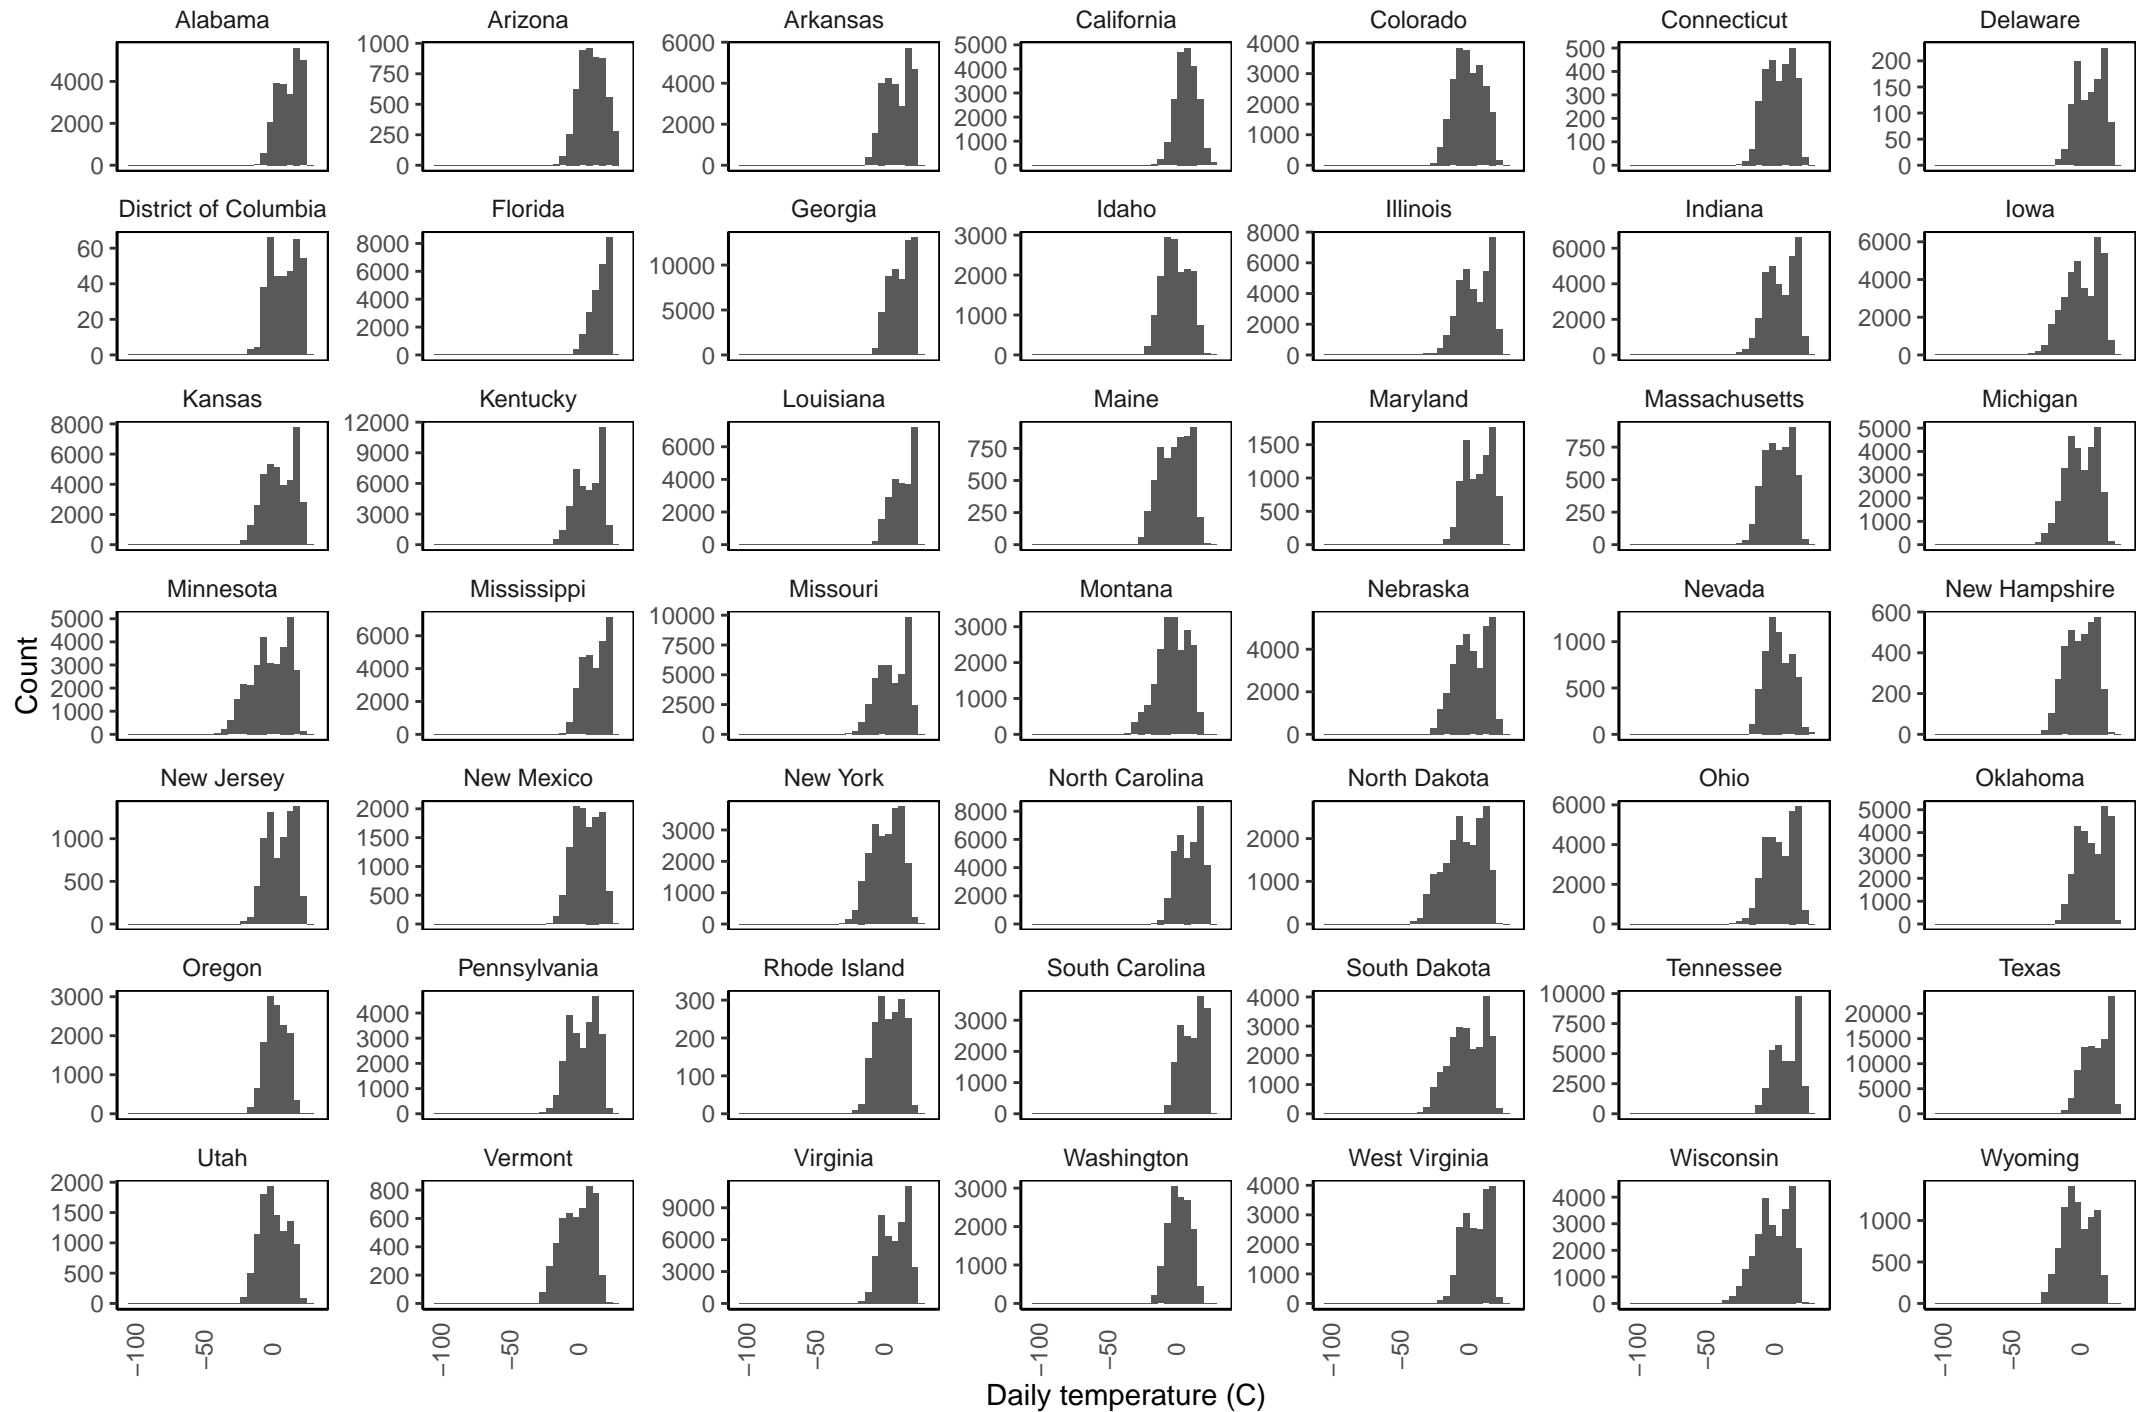 Alabama Arizona Arkansas California Colorado Connecticut Delaware
4000 2000 0
1000 750 500 250 0
6000 4000 2000 0
5000 4000 3000 2000 1000 0
4000 3000 2000 1000 0
500 400 300 200 100 0
200 150 100 50 0
District of Columbia Florida Georgia Idaho Illinois Indiana Iowa
60 40 20 0
8000 6000 4000 2000 0
10000 5000 0
3000 2000 1000 0
8000 6000 4000 2000 0
6000 4000 2000 0
6000 4000 2000 0
Kansas Kentucky Louisiana Maine Maryland Massachusetts Michigan
8000 6000 4000 2000 0
12000 9000 6000 3000 0
6000 4000 2000 0
750 500 250 0
1500 1000 500 0
750 500 250 0
5000 4000 3000 2000 1000 0
Minnesota Mississippi Missouri Montana Nebraska Nevada New Hampshire
5000 4000 3000 2000 1000 0
6000 4000 2000 0
10000 7500 5000 2500 0
3000 2000 1000 0
4000 2000 0
1000 500 0
600 400 200 0
Count
New Jersey New Mexico New York North Carolina North Dakota Ohio Oklahoma
1000 500 0
2000 1500 1000 500 0
3000 2000 1000 0
8000 6000 4000 2000 0
2000 1000 0
6000 4000 2000 0
5000 4000 3000 2000 1000 0
Oregon Pennsylvania Rhode Island South Carolina South Dakota Tennessee Texas
3000 2000 1000 0
4000 3000 2000 1000 0
300 200 100 0
3000 2000 1000 0
4000 3000 2000 1000 0
10000 7500 5000 2500 0
20000 15000 10000 5000 0
Utah Vermont Virginia Washington West Virginia Wisconsin Wyoming
2000 1500 1000 500 0
800 600 400 200 0
9000 6000 3000 0
3000 2000 1000 0
4000 3000 2000 1000 0
4000 3000 2000 1000 0
1000 500 0
−100 −50 0 −100 −50 0 −100 −50 0 −100 −50 0 −100 −50 0 −100 −50 0 −100 −50 0
Daily temperature (C)